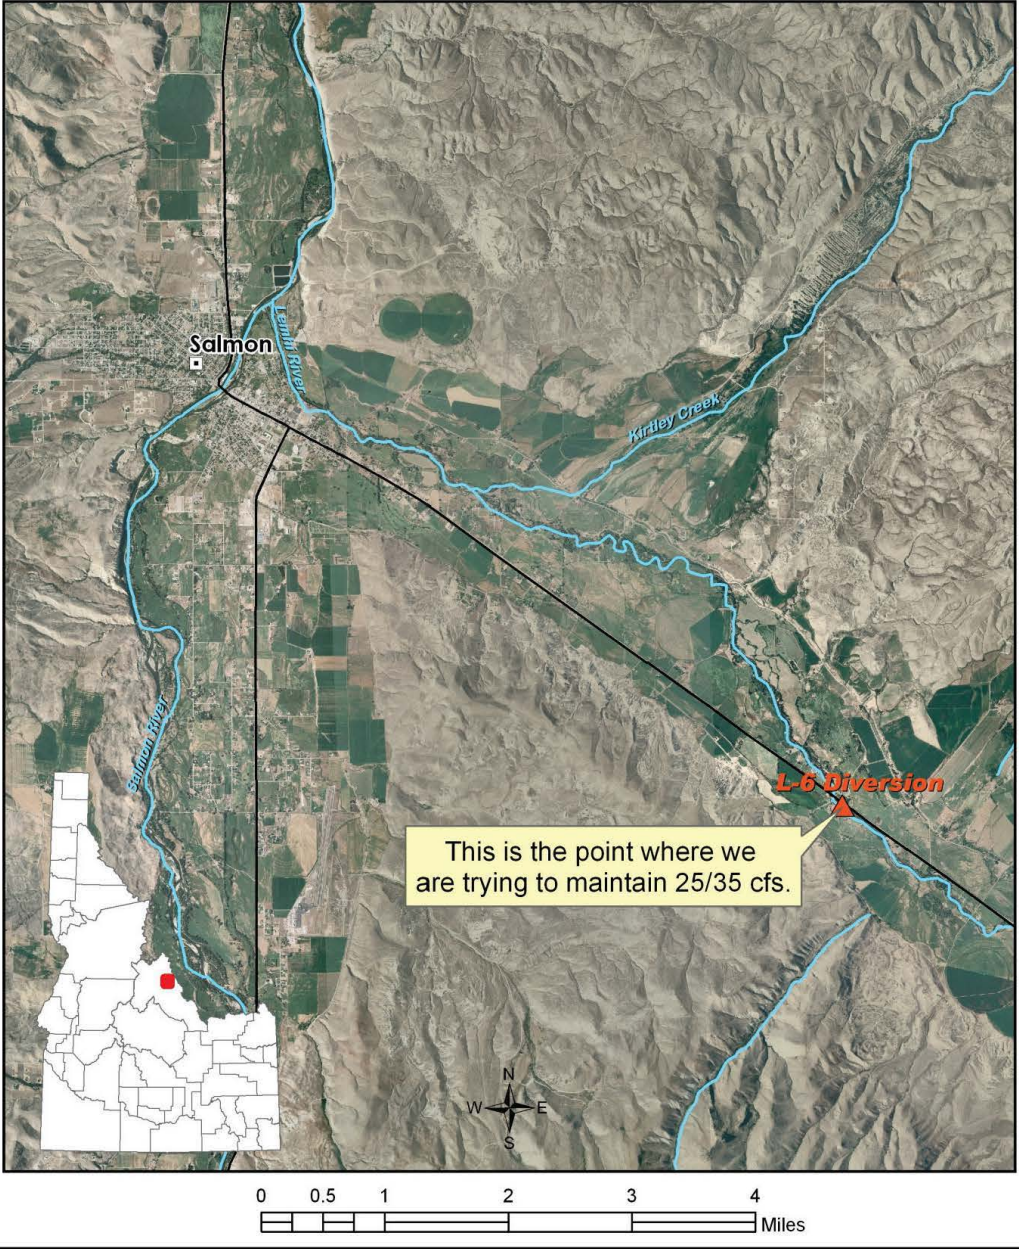 Salmon
Lemhi River
Kirtley Creek
Salmon River
L-6 Diversion
This is the point where we
are trying to maintain 25/35 cfs.
N
W E
S
0 0.5 1 2 3 4
Miles